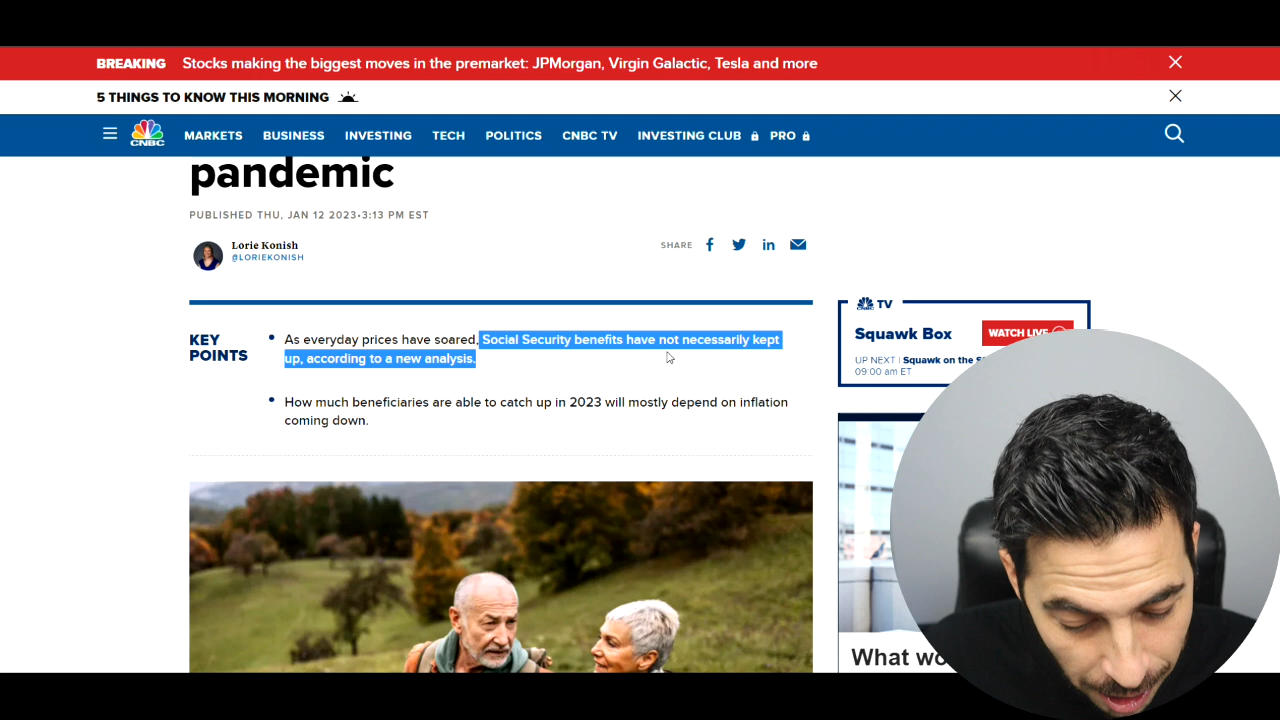 BREAKING Stocks making the biggest moves in the premarket: JPMorgan, Virgin Galactic, Tesla and more
5 THINGS TO KNOW THIS MORNING
CNBC MARKETS BUSINESS INVESTING TECH POLITICS CNBC TV INVESTING CLUB PRO
pandemic
PUBLISHED THU, JAN 12 2023•3:13 PM EST
Lorie Konish
@LORIEKONISH
SHARE
KEY
POINTS
• As everyday prices have soared, Social Security benefits have not necessarily kept
up, according to a new analysis.
• How much beneficiaries are able to catch up in 2023 will mostly depend on inflation
coming down.
TV
Squawk Box
WATCH LIVE
UP NEXT | Squawk on the
09:00 am ET
What